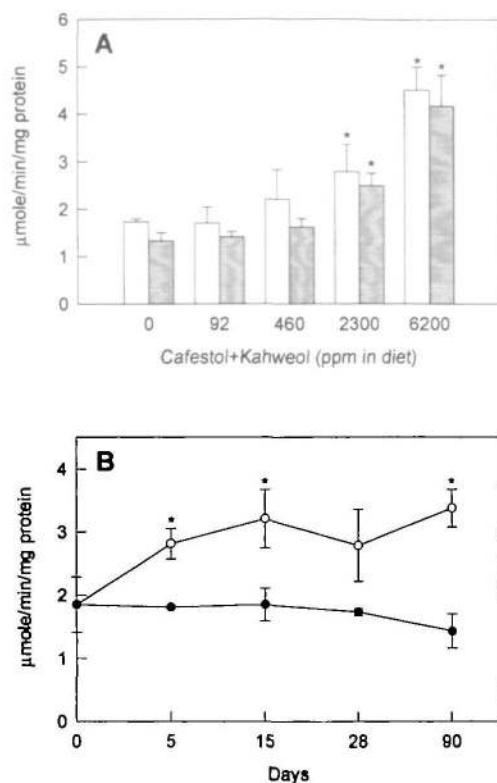 A
6
5
4
3
2
1
0
µmole/min/mg protein
* * * *
0 92 460 2300 6200
Cafestol+Kahweol (ppm in diet)
B
4
3
2
1
0
µmole/min/mg protein
* * *
0 5 15 28 90
Days